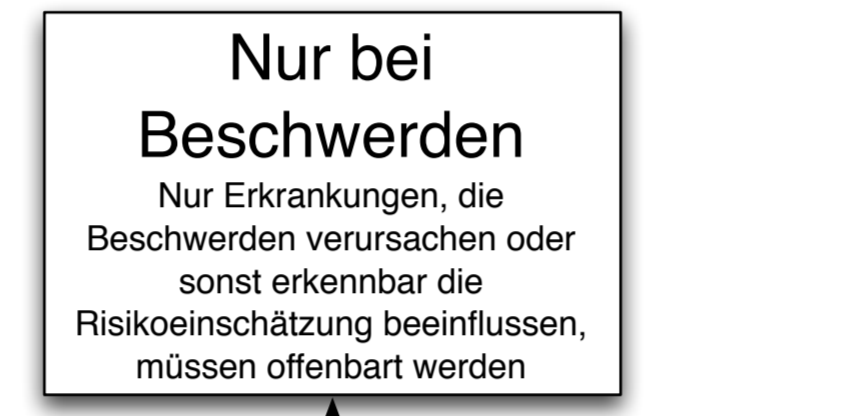 Nur bei
Beschwerden
Nur Erkrankungen, die
Beschwerden verursachen oder
sonst erkennbar die
Risikoeinschätzung beeinflussen,
müssen offenbart werden